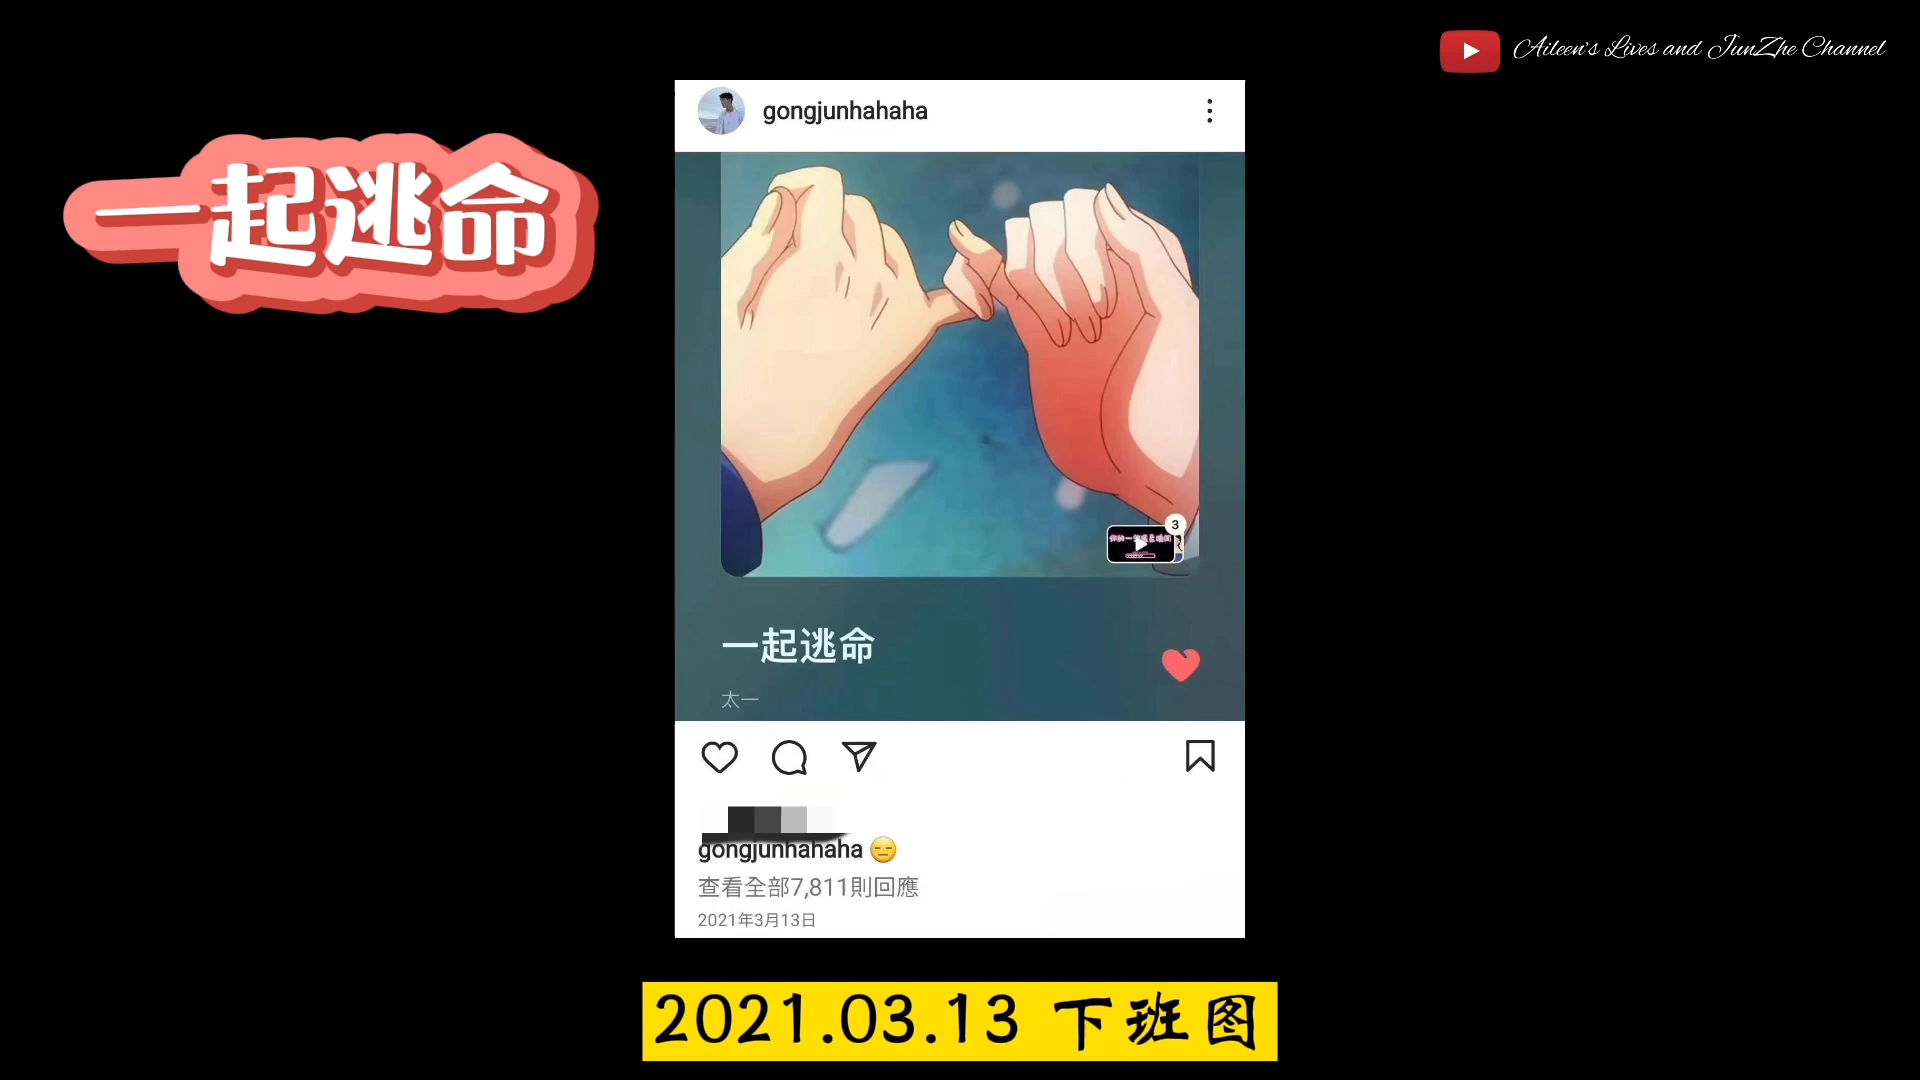 Aileen's Lives and JunZhe Channel
gongjunhahaha
一起逃命
3
一起逃命
太一
gongjunhahaha 😑
查看全部7,811則回應
2021年3月13日
2021.03.13 下班图